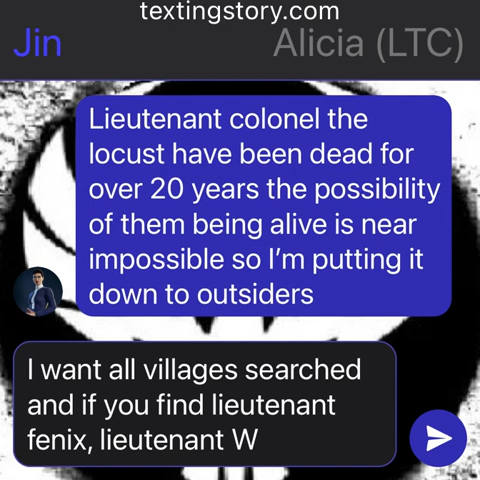 textingstory.com
Jin
Alicia (LTC)
Lieutenant colonel the
locust have been dead for
over 20 years the possibility
of them being alive is near
impossible so I'm putting it
down to outsiders
I want all villages searched
and if you find lieutenant
fenix, lieutenant W